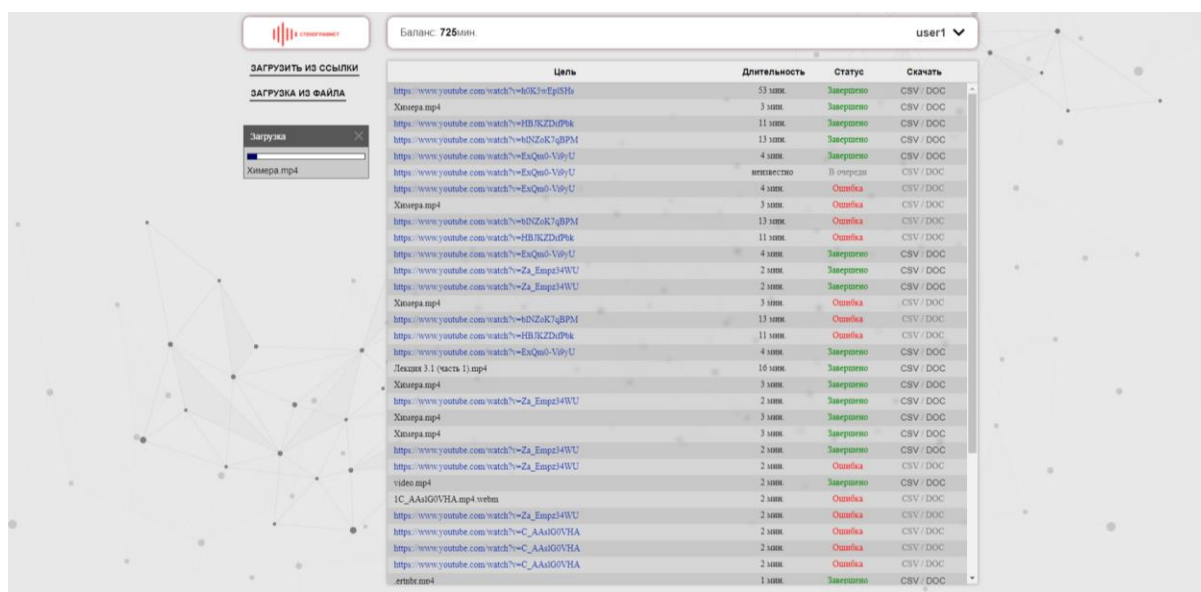 СТЕНОГРАФИСТ
Баланс: 725мин.
user1
ЗАГРУЗИТЬ ИЗ ССЫЛКИ
ЗАГРУЗКА ИЗ ФАЙЛА
Загрузка
Химера.mp4
Цель Длительность Статус Скачать
https://www.youtube.com/watch?v=h0K3wEplSHs 53 мин. Завершено CSV / DOC
Химера.mp4 3 мин. Завершено CSV / DOC
https://www.youtube.com/watch?v=HBJKZDzfPbk 11 мин. Завершено CSV / DOC
https://www.youtube.com/watch?v=blNZoK7qBPM 13 мин. Завершено CSV / DOC
https://www.youtube.com/watch?v=ExQm0-Vi9yU 4 мин. Завершено CSV / DOC
https://www.youtube.com/watch?v=ExQm0-Vi9yU неизвестно В очереди CSV / DOC
https://www.youtube.com/watch?v=ExQm0-Vi9yU 4 мин. Ошибка CSV / DOC
Химера.mp4 3 мин. Ошибка CSV / DOC
https://www.youtube.com/watch?v=blNZoK7qBPM 13 мин. Ошибка CSV / DOC
https://www.youtube.com/watch?v=HBJKZDzfPbk 11 мин. Ошибка CSV / DOC
https://www.youtube.com/watch?v=ExQm0-Vi9yU 4 мин. Завершено CSV / DOC
https://www.youtube.com/watch?v=Za_Empz34WU 2 мин. Завершено CSV / DOC
https://www.youtube.com/watch?v=Za_Empz34WU 2 мин. Завершено CSV / DOC
Химера.mp4 3 мин. Ошибка CSV / DOC
https://www.youtube.com/watch?v=blNZoK7qBPM 13 мин. Ошибка CSV / DOC
https://www.youtube.com/watch?v=HBJKZDzfPbk 11 мин. Ошибка CSV / DOC
https://www.youtube.com/watch?v=ExQm0-Vi9yU 4 мин. Завершено CSV / DOC
Лекция 3.1 (часть 1).mp4 16 мин. Завершено CSV / DOC
Химера.mp4 3 мин. Завершено CSV / DOC
https://www.youtube.com/watch?v=Za_Empz34WU 2 мин. Завершено CSV / DOC
Химера.mp4 3 мин. Завершено CSV / DOC
Химера.mp4 3 мин. Завершено CSV / DOC
https://www.youtube.com/watch?v=Za_Empz34WU 2 мин. Завершено CSV / DOC
https://www.youtube.com/watch?v=Za_Empz34WU 2 мин. Ошибка CSV / DOC
video.mp4 2 мин. Завершено CSV / DOC
1C_AAslG0VHA.mp4.webm 2 мин. Ошибка CSV / DOC
https://www.youtube.com/watch?v=Za_Empz34WU 2 мин. Ошибка CSV / DOC
https://www.youtube.com/watch?v=C_AAslG0VHA 2 мин. Ошибка CSV / DOC
https://www.youtube.com/watch?v=C_AAslG0VHA 2 мин. Ошибка CSV / DOC
https://www.youtube.com/watch?v=C_AAslG0VHA 2 мин. Ошибка CSV / DOC
.ertnbr.mp4 1 мин. Завершено CSV / DOC